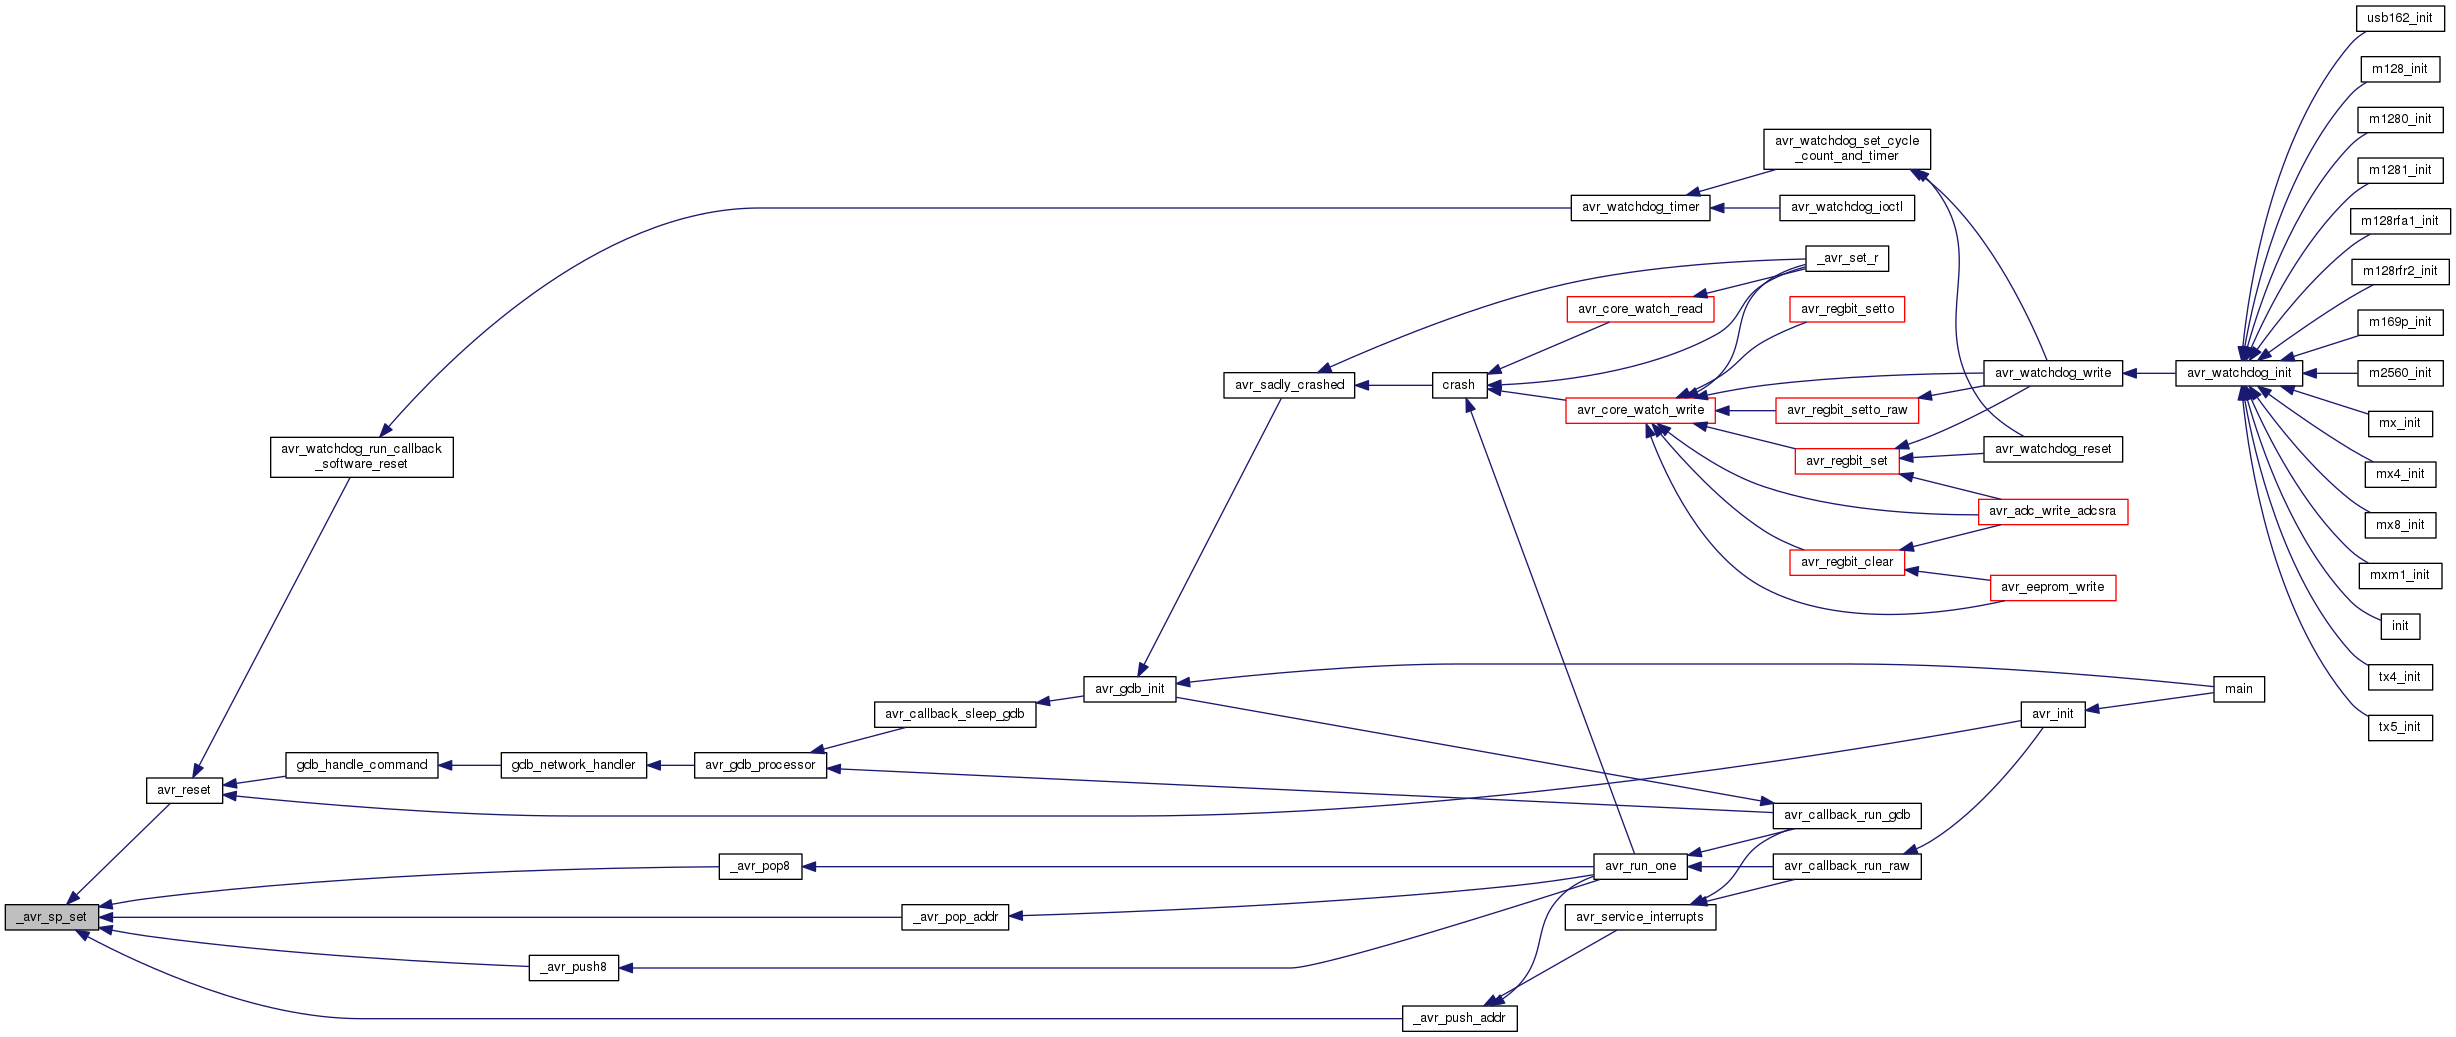 usb162_init
m128_init
m1280_init
avr_watchdog_set_cycle
_count_and_timer
m1281_init
avr_watchdog_timer
avr_watchdog_ioctl
m128rfa1_init
_avr_set_r
m128rfr2_init
avr_core_watch_read
avr_regbit_setto
m169p_init
avr_sadly_crashed
crash
avr_watchdog_write
avr_watchdog_init
m2560_init
avr_core_watch_write
avr_regbit_setto_raw
mx_init
avr_watchdog_run_callback
_software_reset
avr_regbit_set
avr_watchdog_reset
mx4_init
avr_adc_write_adcsra
mx8_init
avr_regbit_clear
mxm1_init
avr_eeprom_write
init
avr_gdb_init
main
tx4_init
avr_callback_sleep_gdb
avr_init
tx5_init
gdb_handle_command
gdb_network_handler
avr_gdb_processor
avr_reset
avr_callback_run_gdb
_avr_pop8
avr_run_one
avr_callback_run_raw
_avr_sp_set
_avr_pop_addr
avr_service_interrupts
_avr_push8
_avr_push_addr